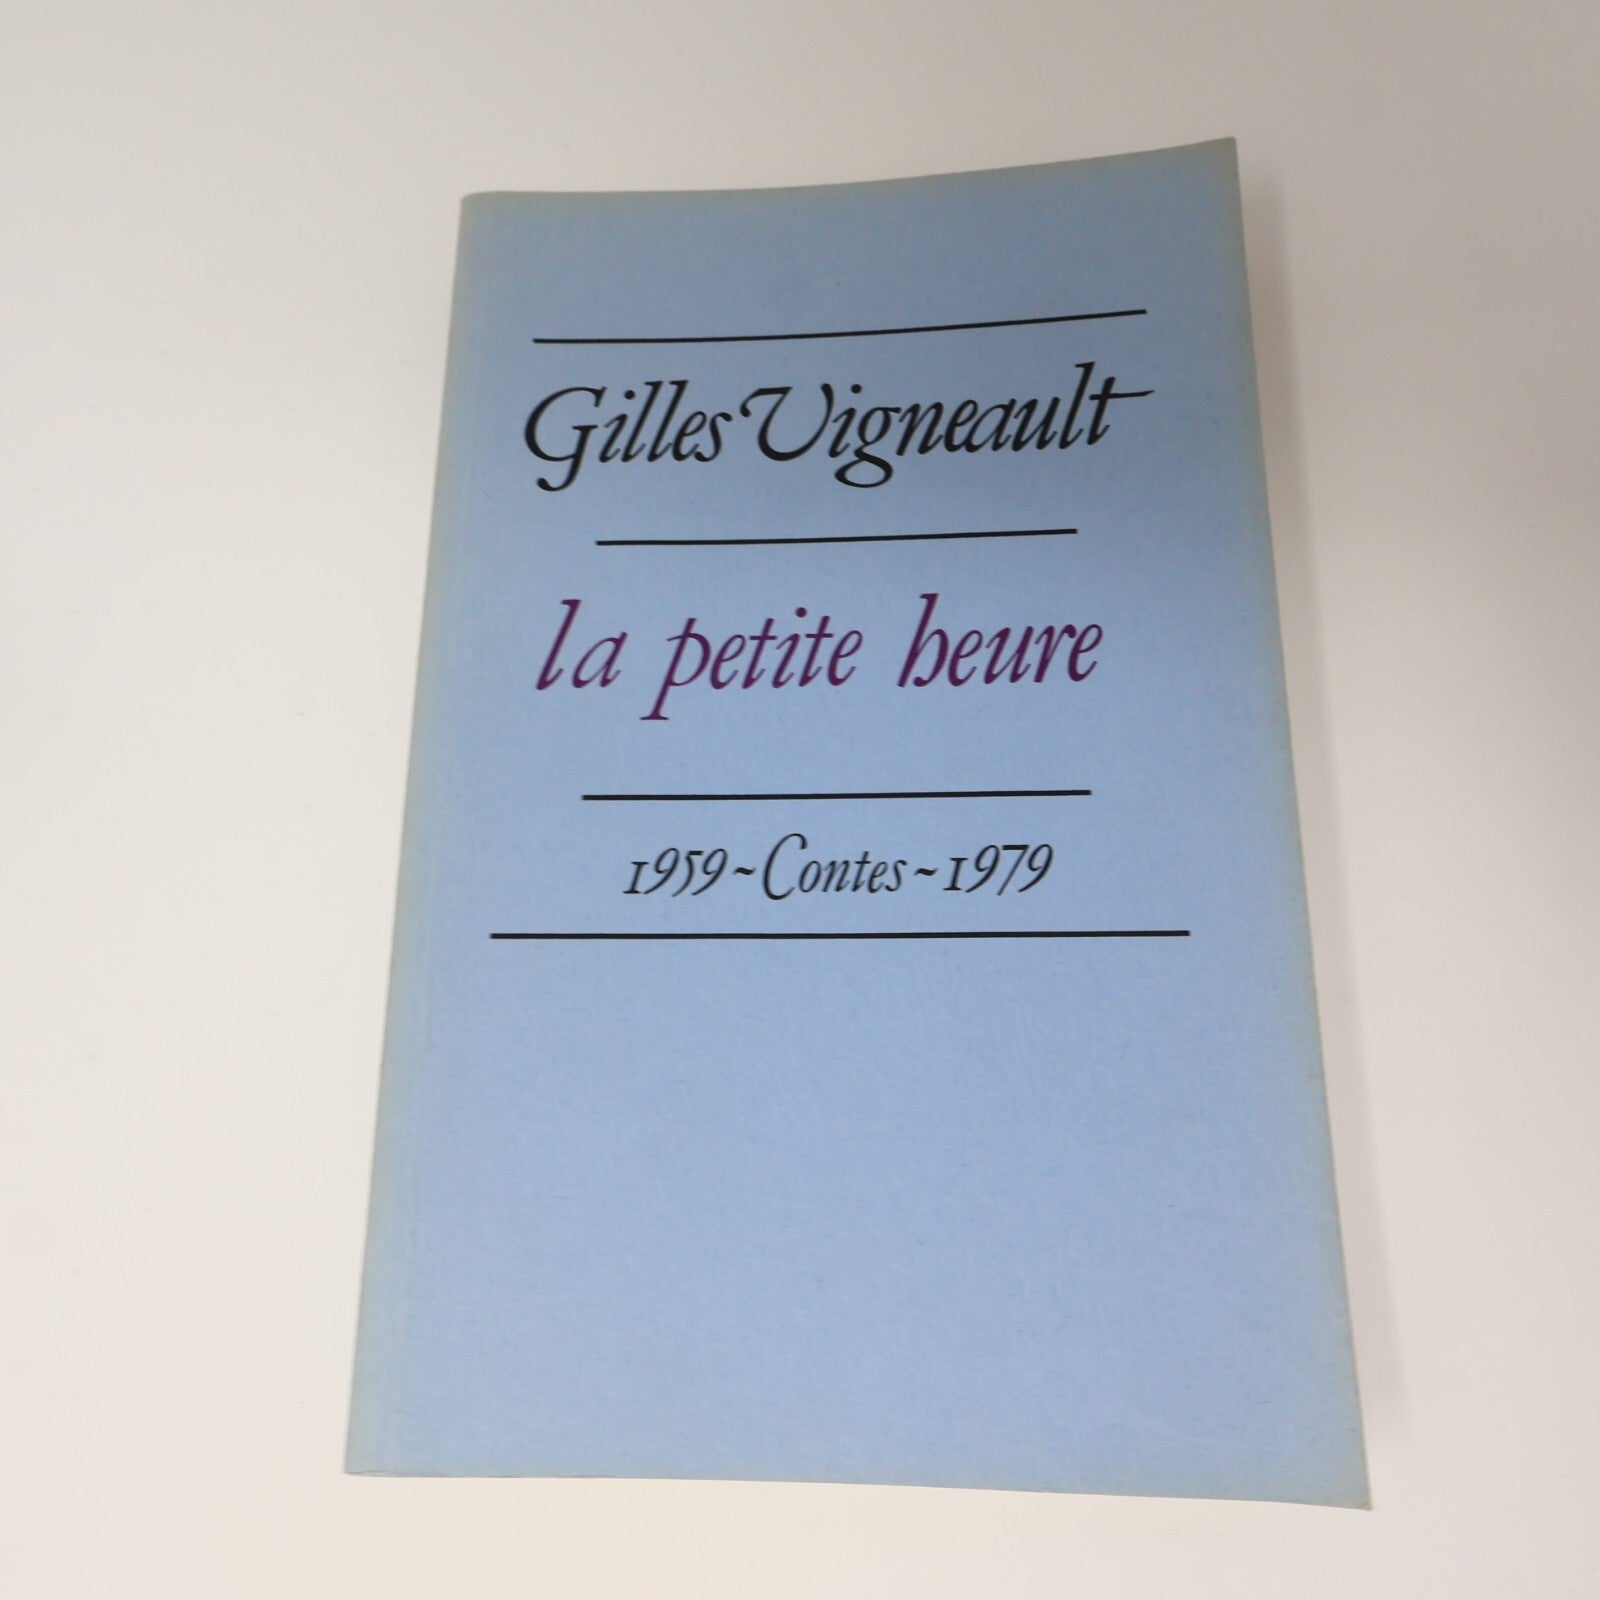 Gilles Vigneault
la petite heure
1959~Contes~1979